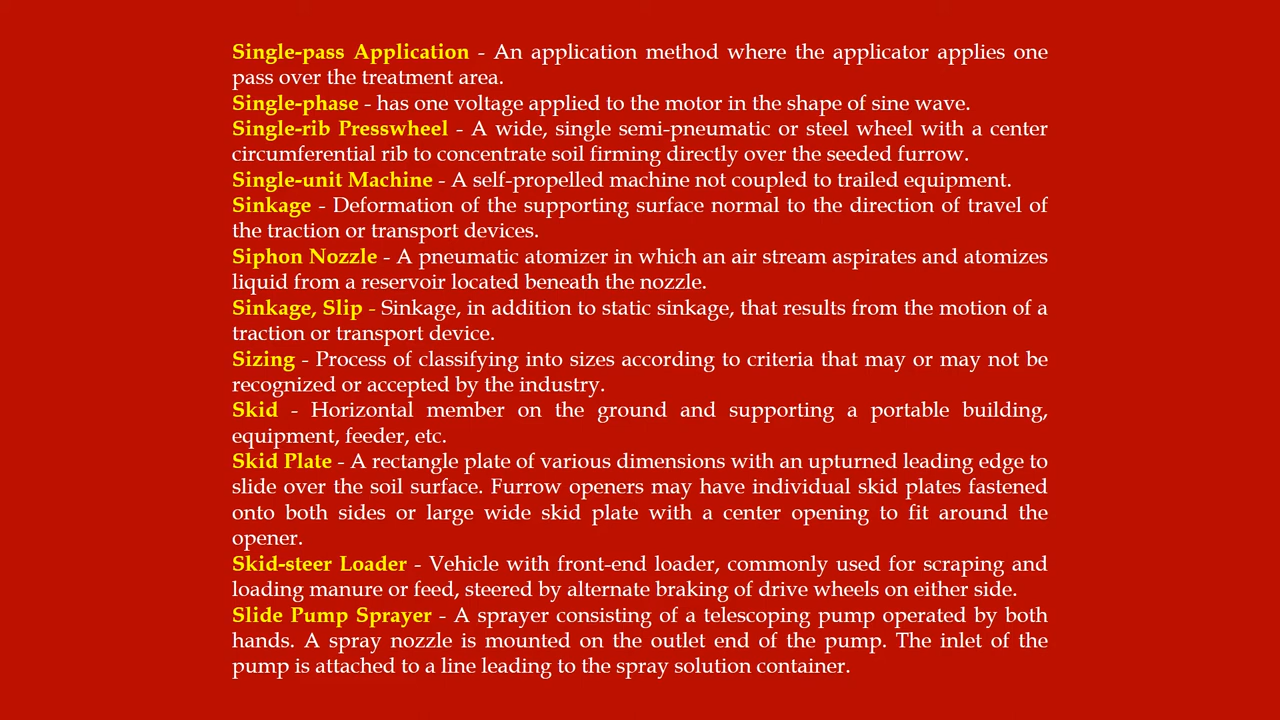 Single-pass Application - An application method where the applicator applies one
pass over the treatment area.
Single-phase - has one voltage applied to the motor in the shape of sine wave.
Single-rib Presswheel - A wide, single semi-pneumatic or steel wheel with a center
circumferential rib to concentrate soil firming directly over the seeded furrow.
Single-unit Machine - A self-propelled machine not coupled to trailed equipment.
Sinkage - Deformation of the supporting surface normal to the direction of travel of
the traction or transport devices.
Siphon Nozzle - A pneumatic atomizer in which an air stream aspirates and atomizes
liquid from a reservoir located beneath the nozzle.
Sinkage, Slip - Sinkage, in addition to static sinkage, that results from the motion of a
traction or transport device.
Sizing - Process of classifying into sizes according to criteria that may or may not be
recognized or accepted by the industry.
Skid - Horizontal member on the ground and supporting a portable building,
equipment, feeder, etc.
Skid Plate - A rectangle plate of various dimensions with an upturned leading edge to
slide over the soil surface. Furrow openers may have individual skid plates fastened
onto both sides or large wide skid plate with a center opening to fit around the
opener.
Skid-steer Loader - Vehicle with front-end loader, commonly used for scraping and
loading manure or feed, steered by alternate braking of drive wheels on either side.
Slide Pump Sprayer - A sprayer consisting of a telescoping pump operated by both
hands. A spray nozzle is mounted on the outlet end of the pump. The inlet of the
pump is attached to a line leading to the spray solution container.